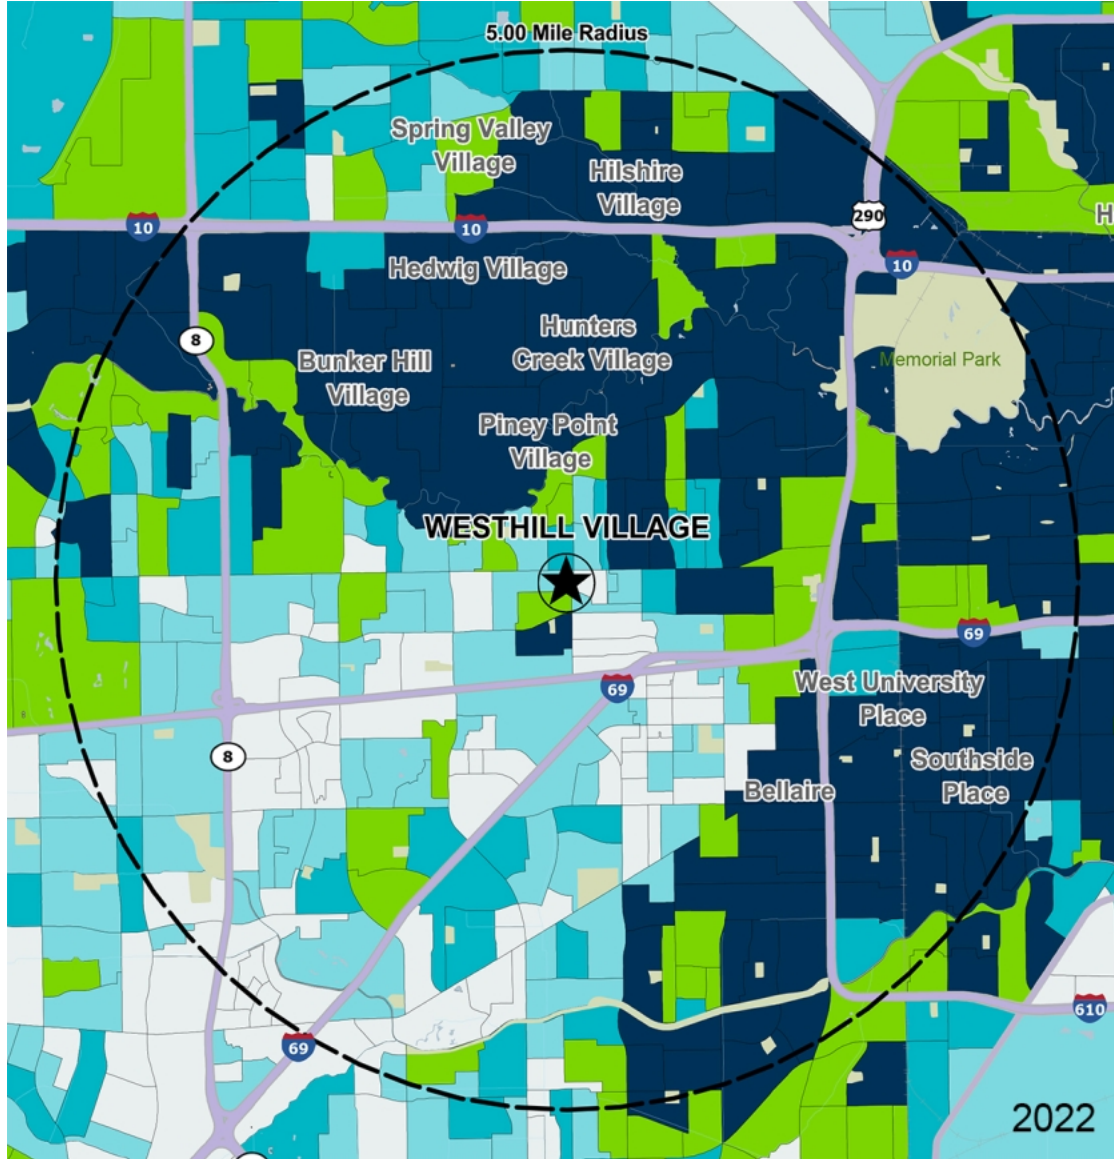 5.00 Mile Radius
Spring Valley
Village
Hilshire
Village
290
H
10
10
10
Hedwig Village
Hunters
Creek Village
8
Bunker Hill
Village
Memorial Park
Piney Point
Village
WESTHILL VILLAGE
69
69
West University
Place
8
Southside
Place
Bellaire
610
69
2022